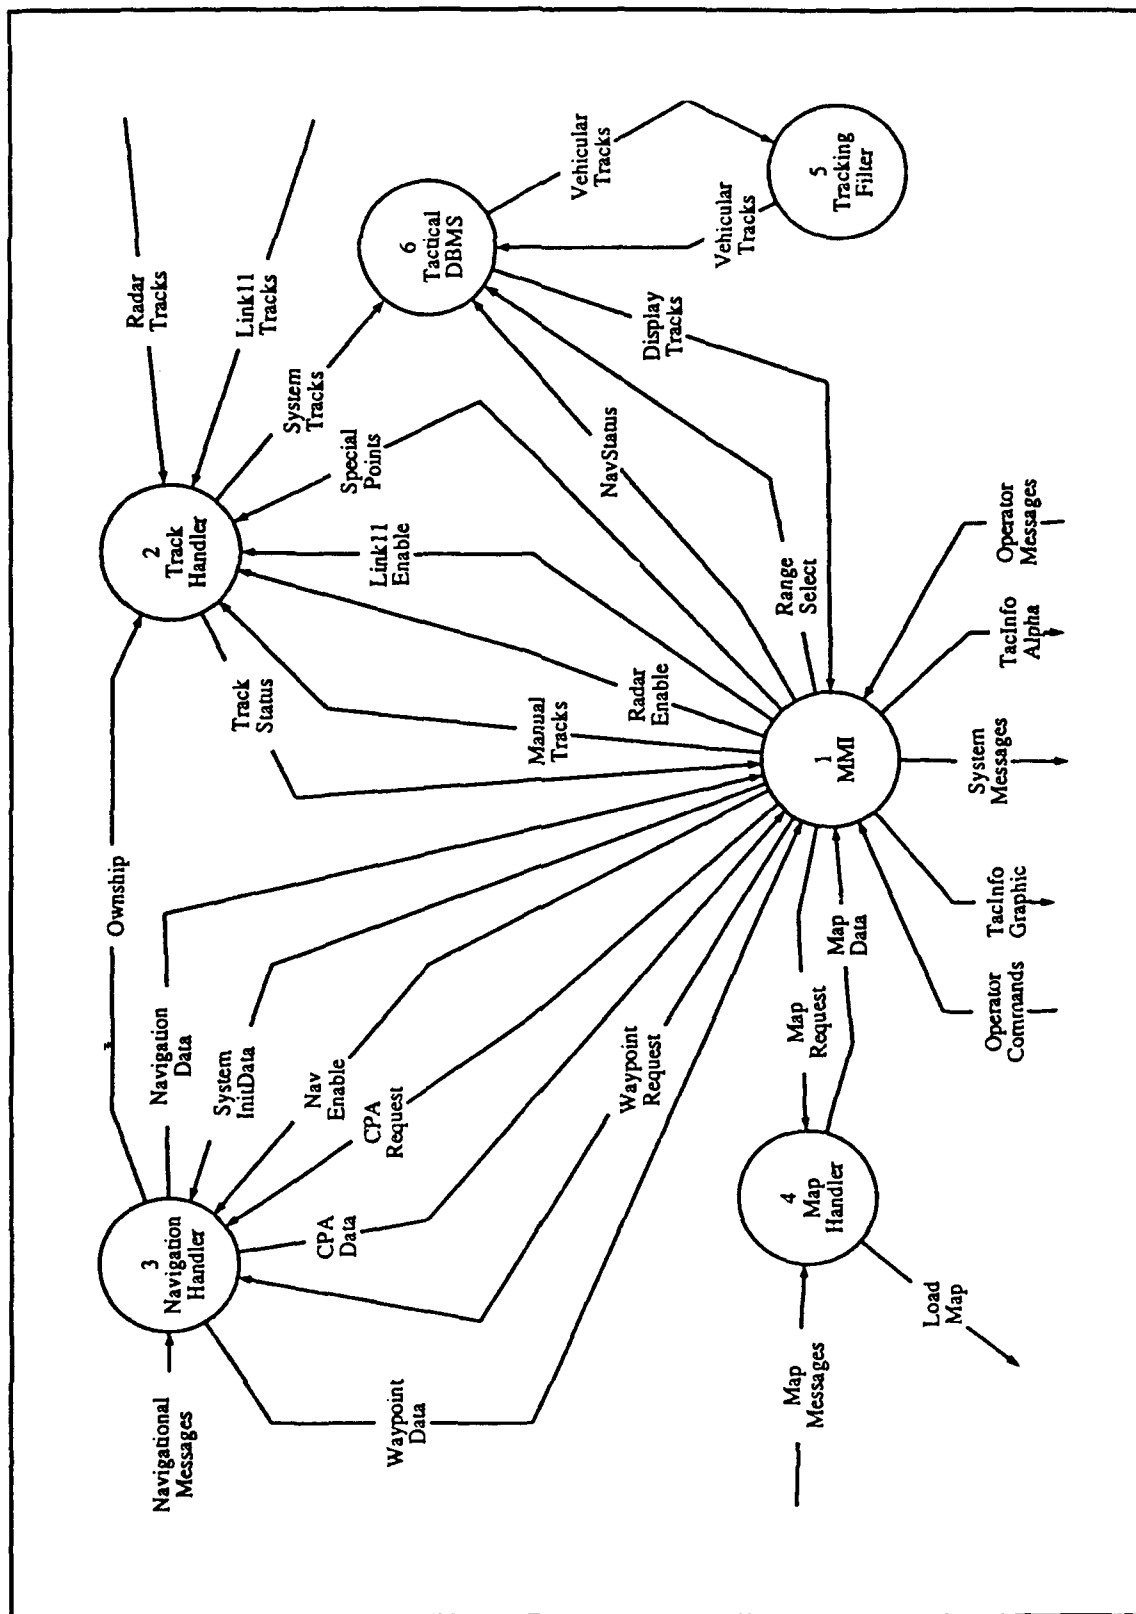 Navigational
Messages
3
Navigation
Handler
Ownship
2
Track
Handler
Radar
Tracks
Link11
Tracks
Navigation
Data
System
InitData
Nav
Enable
CPA
Request
CPA
Data
Waypoint
Data
Waypoint
Request
Track
Status
Manual
Tracks
Radar
Enable
Link11
Enable
Special
Points
System
Tracks
6
Tactical
DBMS
Vehicular
Tracks
Vehicular
Tracks
5
Tracking
Filter
NavStatus
Display
Tracks
Range
Select
Map
Messages
4
Map
Handler
Load
Map
Map
Request
Map
Data
1
MMI
Operator
Commands
TacInfo
Graphic
System
Messages
TacInfo
Alpha
Operator
Messages